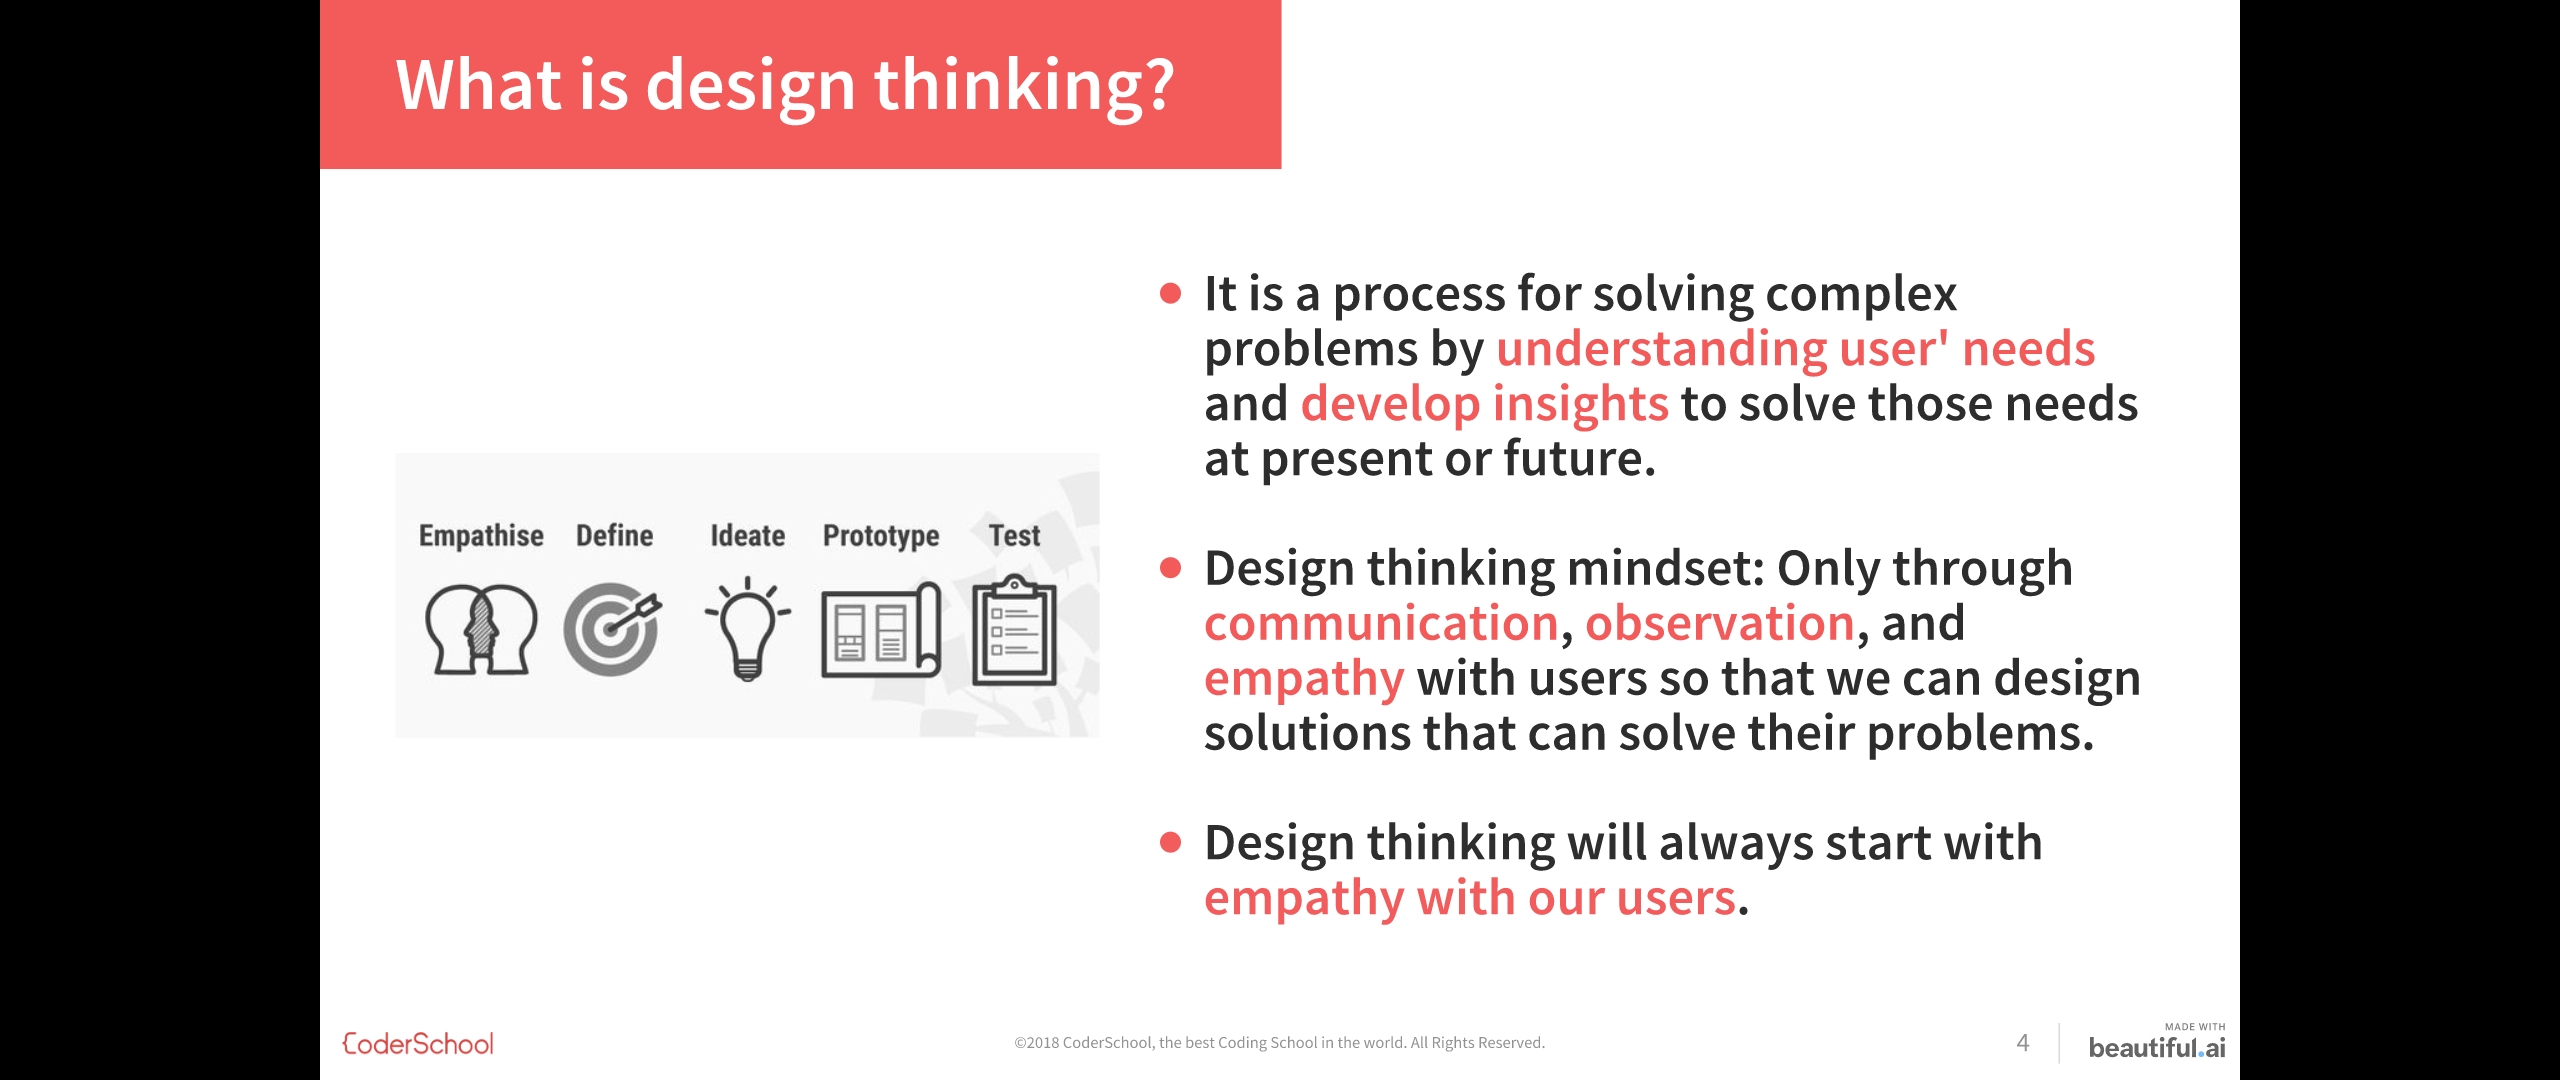 What is design thinking?
Empathise Define Ideate Prototype Test
• It is a process for solving complex
problems by understanding user' needs
and develop insights to solve those needs
at present or future.
• Design thinking mindset: Only through
communication, observation, and
empathy with users so that we can design
solutions that can solve their problems.
• Design thinking will always start with
empathy with our users.
CoderSchool
©2018 CoderSchool, the best Coding School in the world. All Rights Reserved.
4
MADE WITH
beautiful.ai